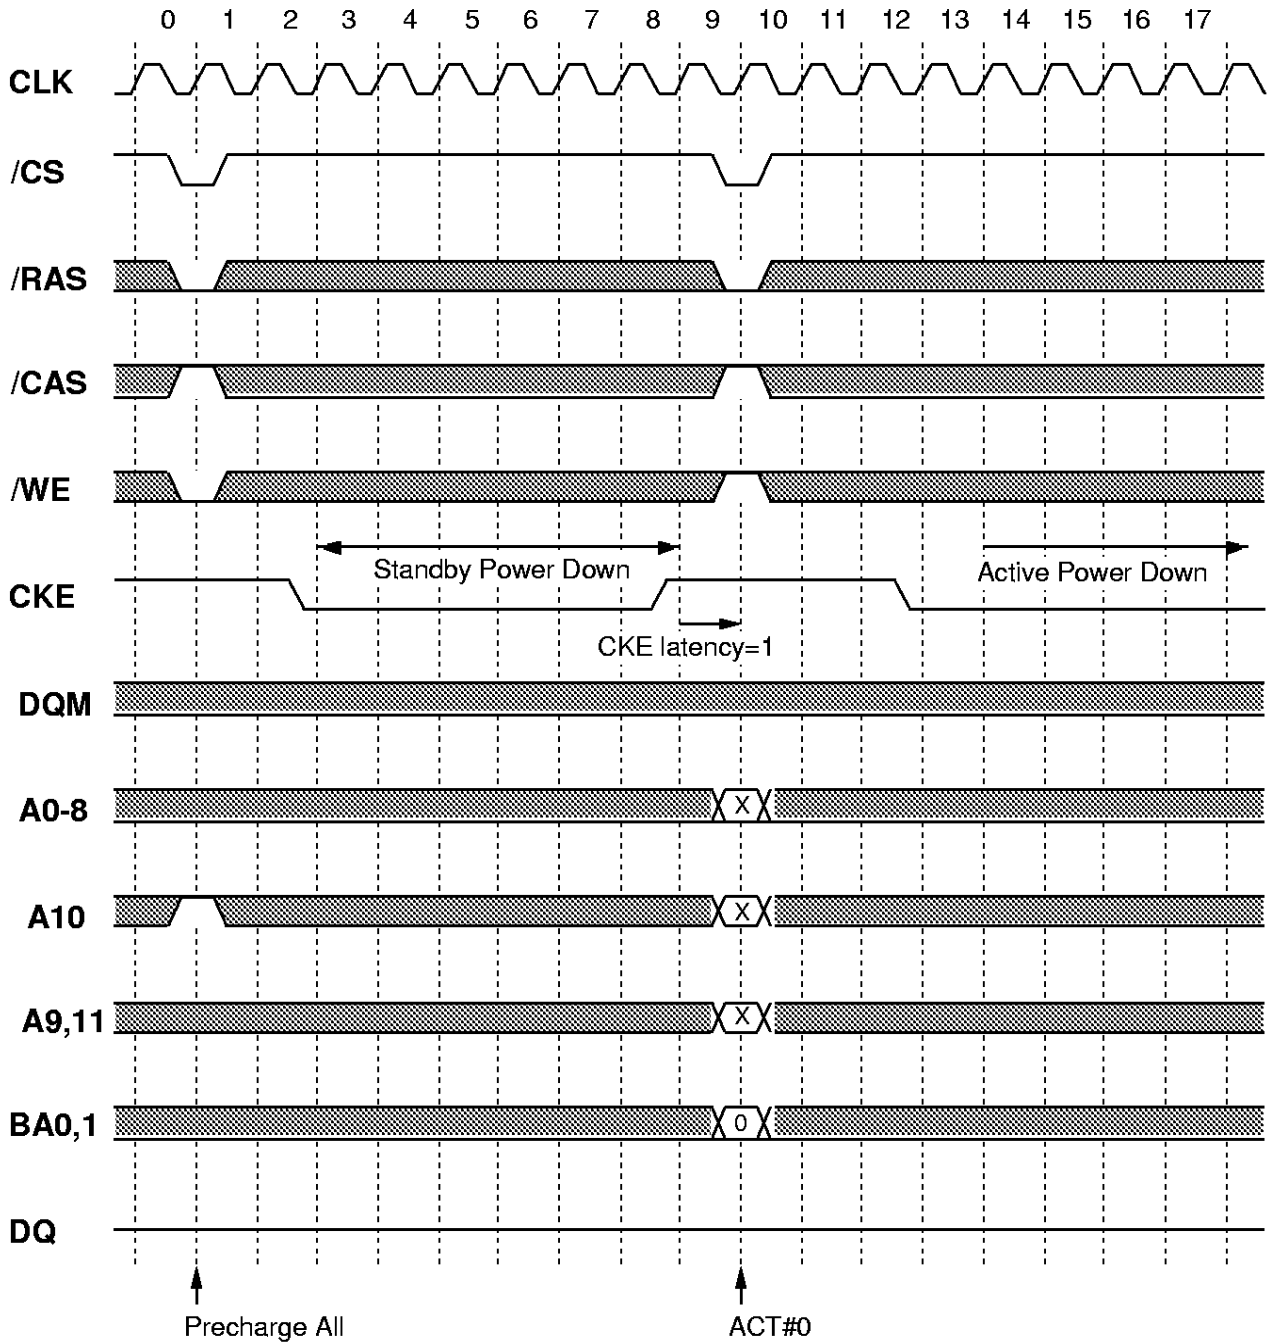 0 1 2 3 4 5 6 7 8 9 10 11 12 13 14 15 16 17
CLK
/CS
/RAS
/CAS
/WE
Standby Power Down
Active Power Down
CKE
CKE latency=1
DQM
A0-8 X
A10 X
A9,11 X
BA0,1 0
DQ
Precharge All ACT#0